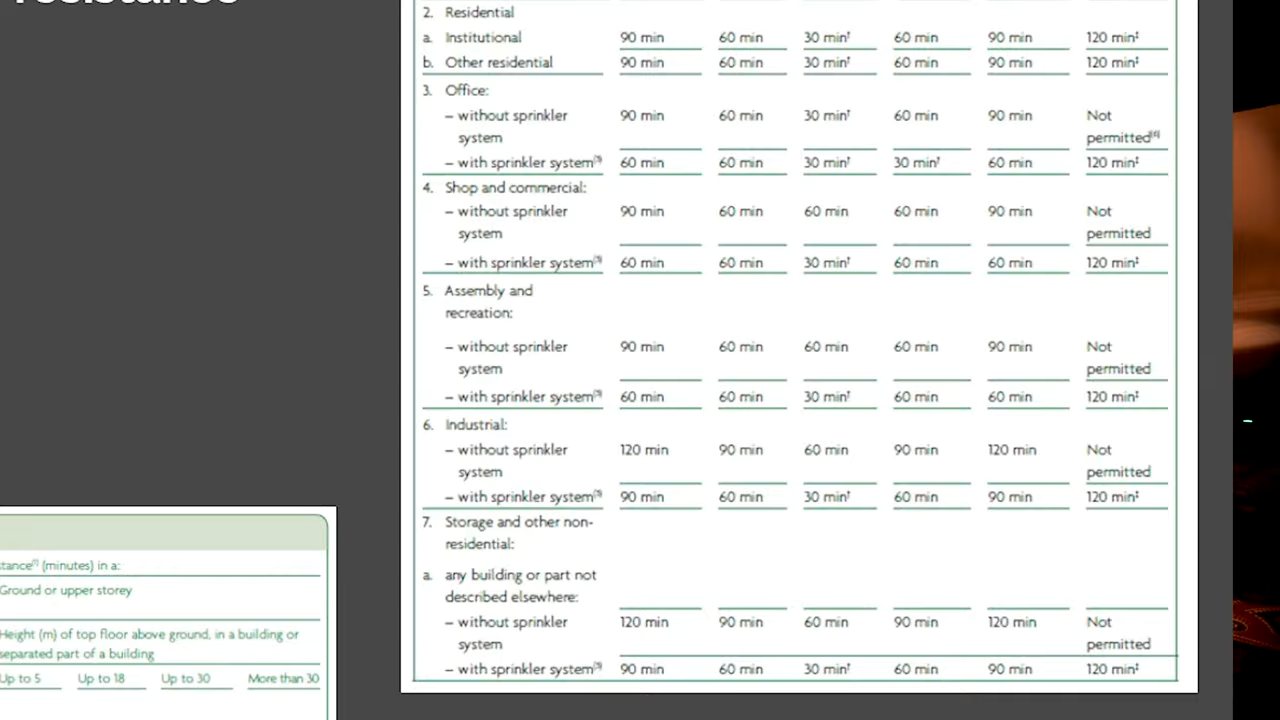 resistance
2. Residential
a. Institutional 90 min 60 min 30 min† 60 min 90 min 120 min‡
b. Other residential 90 min 60 min 30 min† 60 min 90 min 120 min‡
3. Office:
– without sprinkler 90 min 60 min 30 min† 60 min 90 min Not
system permitted(6)
– with sprinkler system(5) 60 min 60 min 30 min† 30 min† 60 min 120 min‡
4. Shop and commercial:
– without sprinkler 90 min 60 min 60 min 60 min 90 min Not
system permitted
– with sprinkler system(5) 60 min 60 min 30 min† 60 min 60 min 120 min‡
5. Assembly and
recreation:
– without sprinkler 90 min 60 min 60 min 60 min 90 min Not
system permitted
– with sprinkler system(5) 60 min 60 min 30 min† 60 min 60 min 120 min‡
6. Industrial:
– without sprinkler 120 min 90 min 60 min 90 min 120 min Not
system permitted
– with sprinkler system(5) 90 min 60 min 30 min† 60 min 90 min 120 min‡
7. Storage and other non-
residential:
a. any building or part not
described elsewhere:
– without sprinkler 120 min 90 min 60 min 90 min 120 min Not
system permitted
– with sprinkler system(5) 90 min 60 min 30 min† 60 min 90 min 120 min‡
stance(1) (minutes) in a:
Ground or upper storey
Height (m) of top floor above ground, in a building or
separated part of a building
Up to 5 Up to 18 Up to 30 More than 30